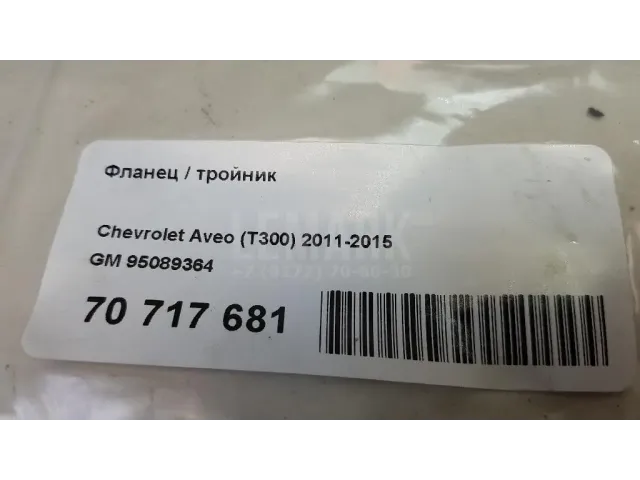 Фланец / тройник
Chevrolet Aveo (T300) 2011-2015
GM 95089364
70 717 681